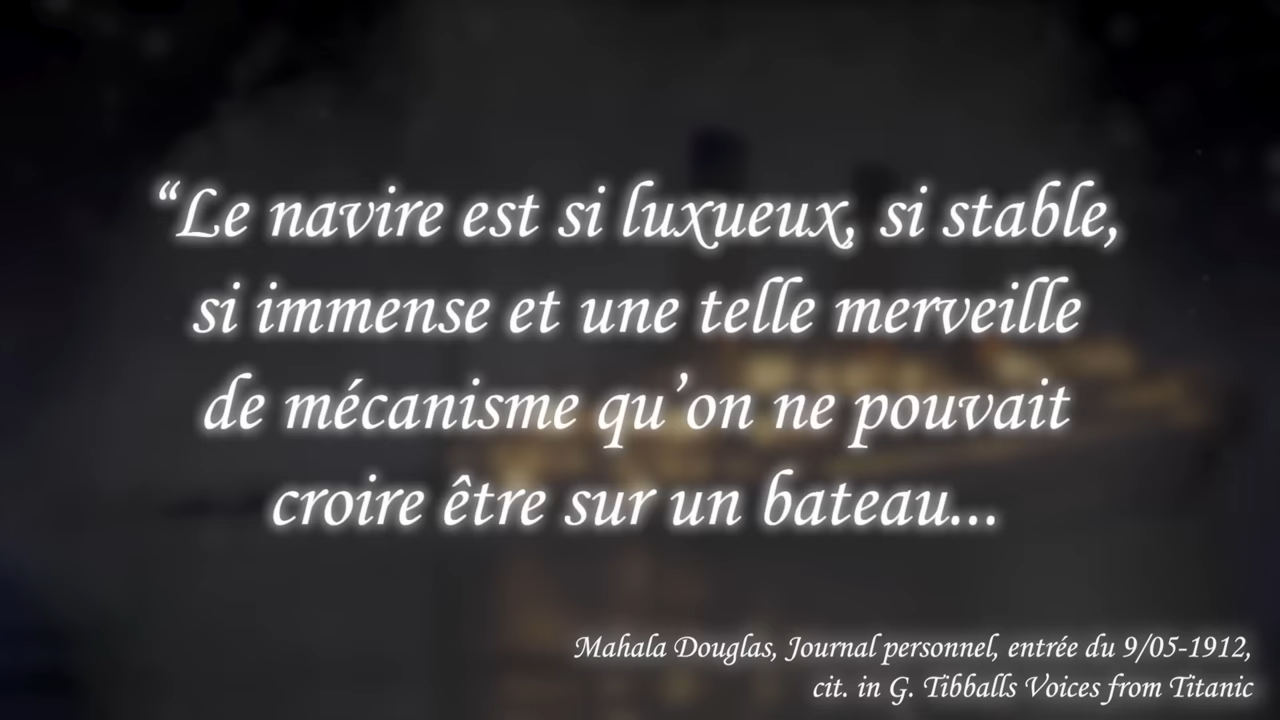 “Le navire est si luxueux, si stable,
si immense et une telle merveille
de mécanisme qu’on ne pouvait
croire être sur un bateau...
Mahala Douglas, Journal personnel, entrée du 9/05-1912,
cit. in G. Tibballs Voices from Titanic